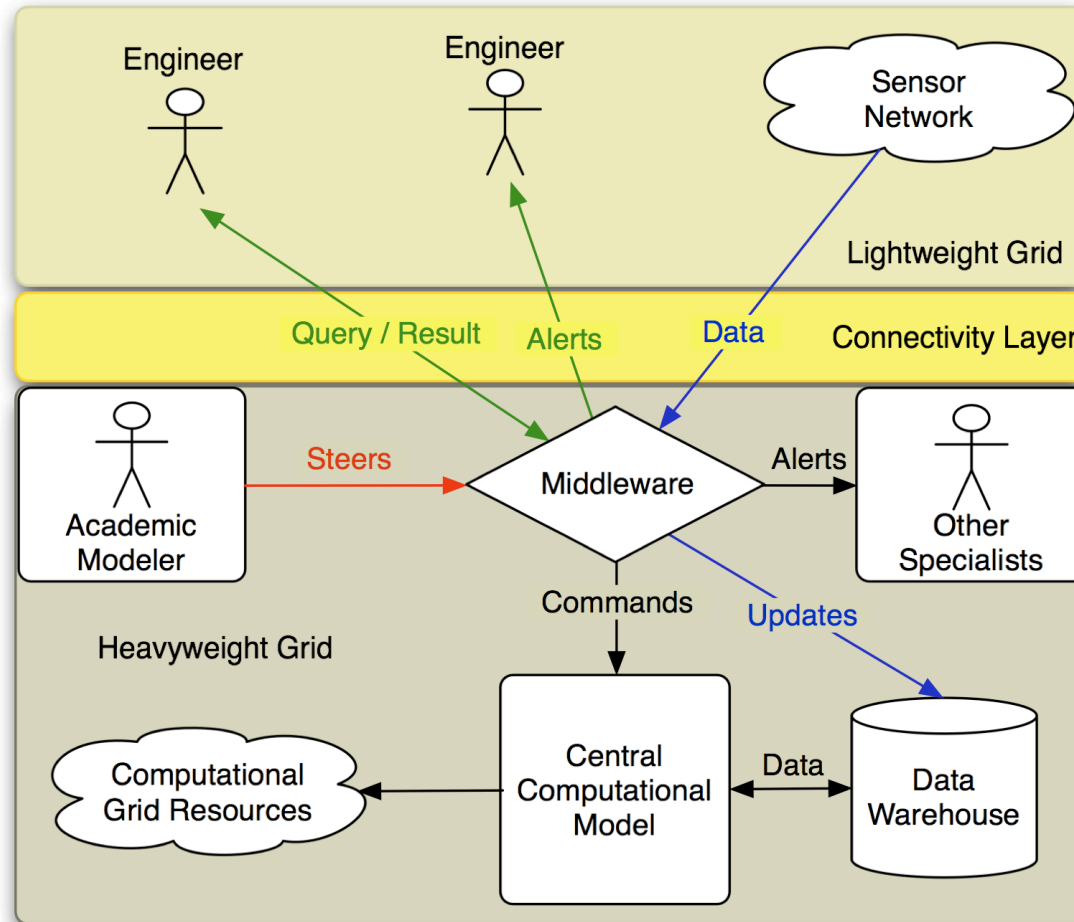 Engineer
Engineer
Sensor
Network
Lightweight Grid
Query / Result
Alerts
Data
Connectivity Layer
Steers
Middleware
Alerts
Academic
Modeler
Other
Specialists
Commands
Updates
Heavyweight Grid
Computational
Grid Resources
Central
Computational
Model
Data
Data
Warehouse